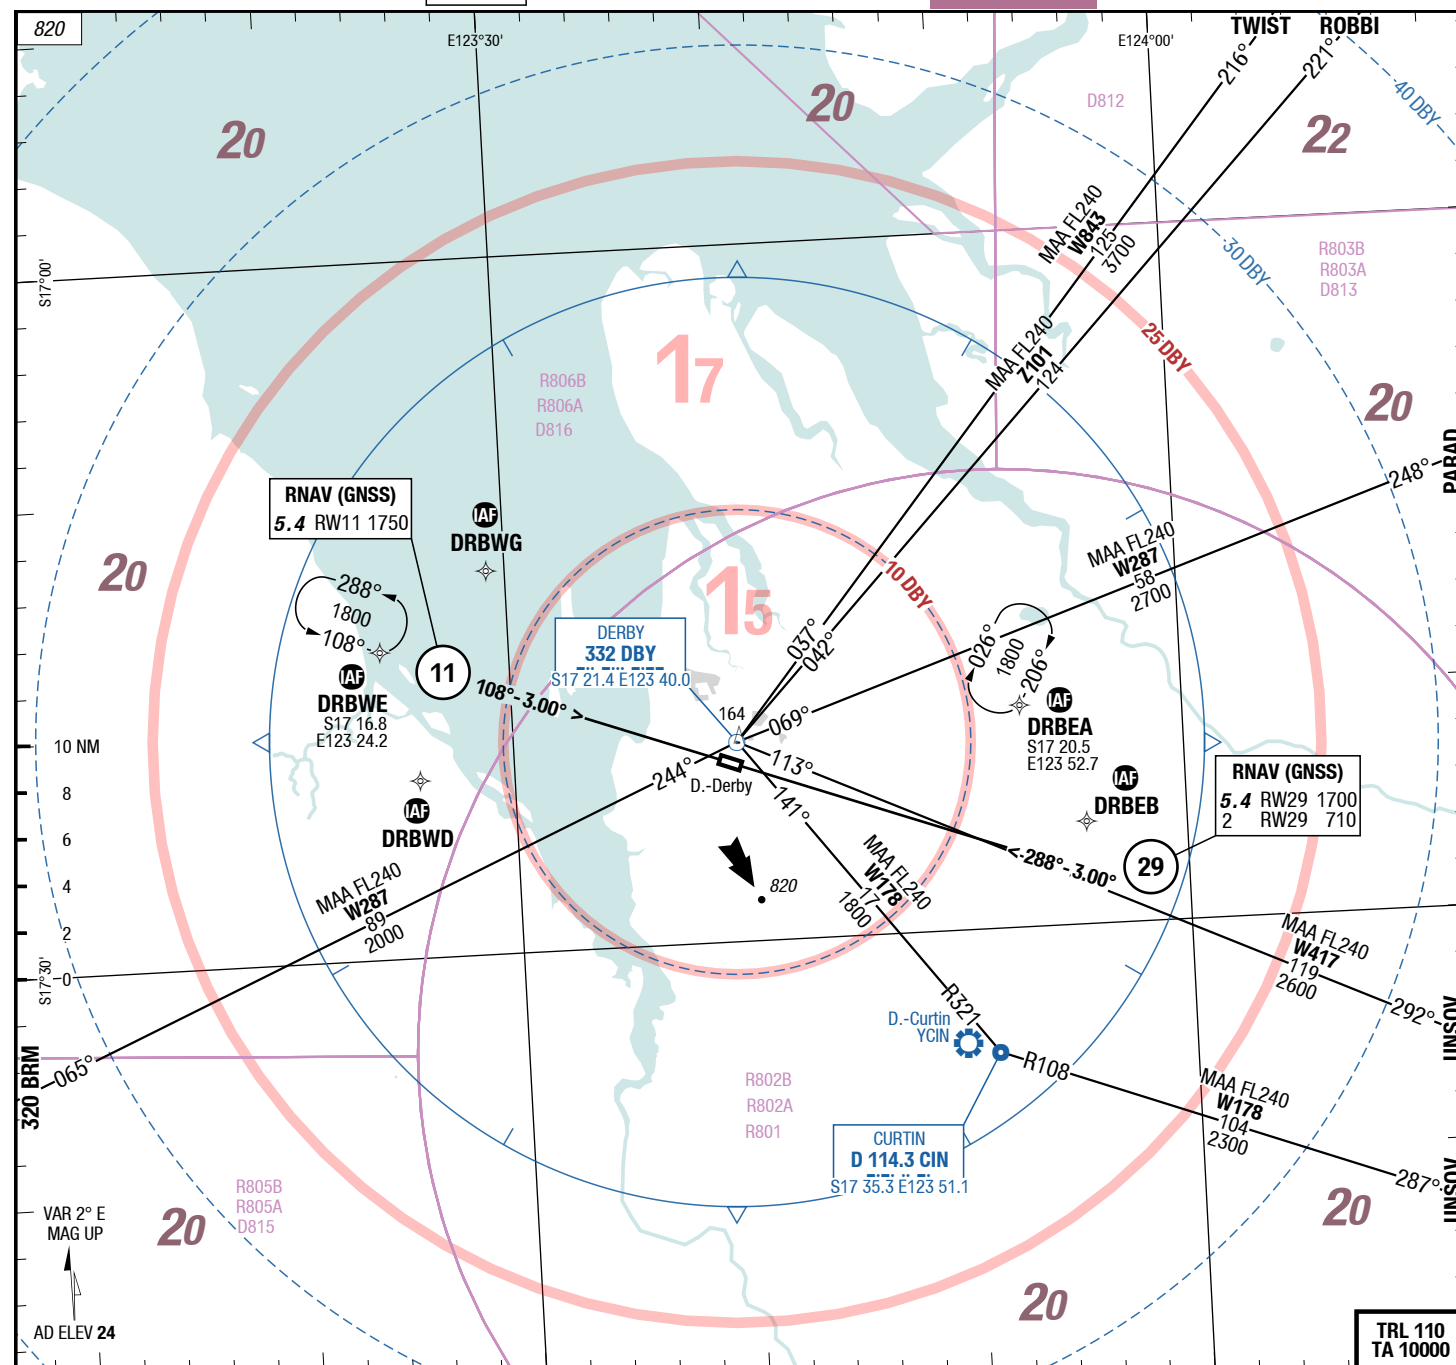 820
E123°30'
E124°00'
TWIST
ROBBI
216°
221°
40 DBY
D812
20
20
22
MAA FL240
W843
125
3700
30 DBY
R803B
R803A
D813
S17°00'
25 DBY
17
MAA FL240
Z101
124
R806B
R806A
D816
20
PARAD
248°
RNAV (GNSS)
5.4 RW11 1750
IAF
DRBWG
MAA FL240
W287
58
2700
10 DBY
15
20
288°
1800
108°
11
DERBY
332 DBY
S17 21.4 E123 40.0
037°
042°
026°
1800
206°
IAF
DRBWE
S17 16.8
E123 24.2
108°-3.00° >
164
069°
IAF
DRBEA
S17 20.5
E123 52.7
10 NM
8
6
4
2
0
244°
D.-Derby
113°
141°
IAF
DRBEB
RNAV (GNSS)
5.4 RW29 1700
2 RW29 710
IAF
DRBWD
<-288°-3.00°
29
820
MAA FL240
W178
17
1800
MAA FL240
W287
89
2000
MAA FL240
W417
119
2600
292°
UNSOV
S17°30'
R321
D.-Curtin
YCIN
065°
320 BRM
R108
MAA FL240
W178
104
2300
287°
UNSOV
R802B
R802A
R801
CURTIN
D 114.3 CIN
S17 35.3 E123 51.1
R805B
R805A
D815
20
20
20
VAR 2° E
MAG UP
AD ELEV 24
TRL 110
TA 10000